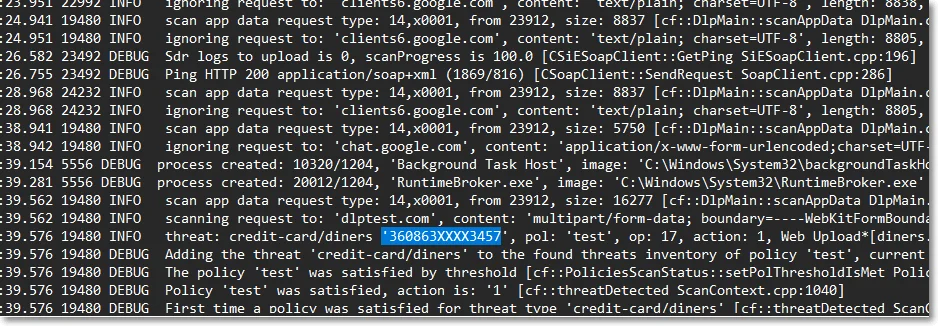 :23.951 22992 INFO   ignoring request to: 'clients6.google.com', content: 'text/plain; charset=UTF-8', length: 8838,
:24.951 19480 INFO   scan app data request type: 14,x0001, from 23912, size: 8837 [cf::DlpMain::scanAppData DlpMain.c
:24.951 19480 INFO   ignoring request to: 'clients6.google.com', content: 'text/plain; charset=UTF-8', length: 8805,
:26.582 23492 DEBUG  Sdr logs to upload is 0, scanProgress is 100.0 [CSiESoapClient::GetPing SiESoapClient.cpp:196]
:26.755 23492 DEBUG  Ping HTTP 200 application/soap+xml (1869/816) [CSoapClient::SendRequest SoapClient.cpp:286]
:28.968 24232 INFO   scan app data request type: 14,x0001, from 23912, size: 8837 [cf::DlpMain::scanAppData DlpMain.c
:28.968 24232 INFO   ignoring request to: 'clients6.google.com', content: 'text/plain; charset=UTF-8', length: 8805,
:38.941 19480 INFO   scan app data request type: 14,x0001, from 23912, size: 5750 [cf::DlpMain::scanAppData DlpMain.c
:38.942 19480 INFO   ignoring request to: 'chat.google.com', content: 'application/x-www-form-urlencoded;charset=UTF-
:39.154 5556 DEBUG  process created: 10320/1204, 'Background Task Host', image: 'C:\Windows\System32\backgroundTaskHo
:39.281 5556 DEBUG  process created: 20012/1204, 'RuntimeBroker.exe', image: 'C:\Windows\System32\RuntimeBroker.exe'
:39.562 19480 INFO   scan app data request type: 14,x0001, from 23912, size: 16277 [cf::DlpMain::scanAppData DlpMain.
:39.562 19480 INFO   scanning request to: 'dlptest.com', content: 'multipart/form-data; boundary=----WebKitFormBounda
:39.576 19480 INFO   threat: credit-card/diners '360863XXXX3457', pol: 'test', op: 17, action: 1, Web Upload*[diners.
:39.576 19480 DEBUG  Adding the threat 'credit-card/diners' to the found threats inventory of policy 'test', current
:39.576 19480 DEBUG  The policy 'test' was satisfied by threshold [cf::PoliciesScanStatus::setPolThresholdIsMet Polic
:39.576 19480 DEBUG  Policy 'test' was satisfied, action is: '1' [cf::threatDetected ScanContext.cpp:1040]
:39.576 19480 DEBUG  First time a policy was satisfied for threat type 'credit-card/diners' [cf::threatDetected ScanC